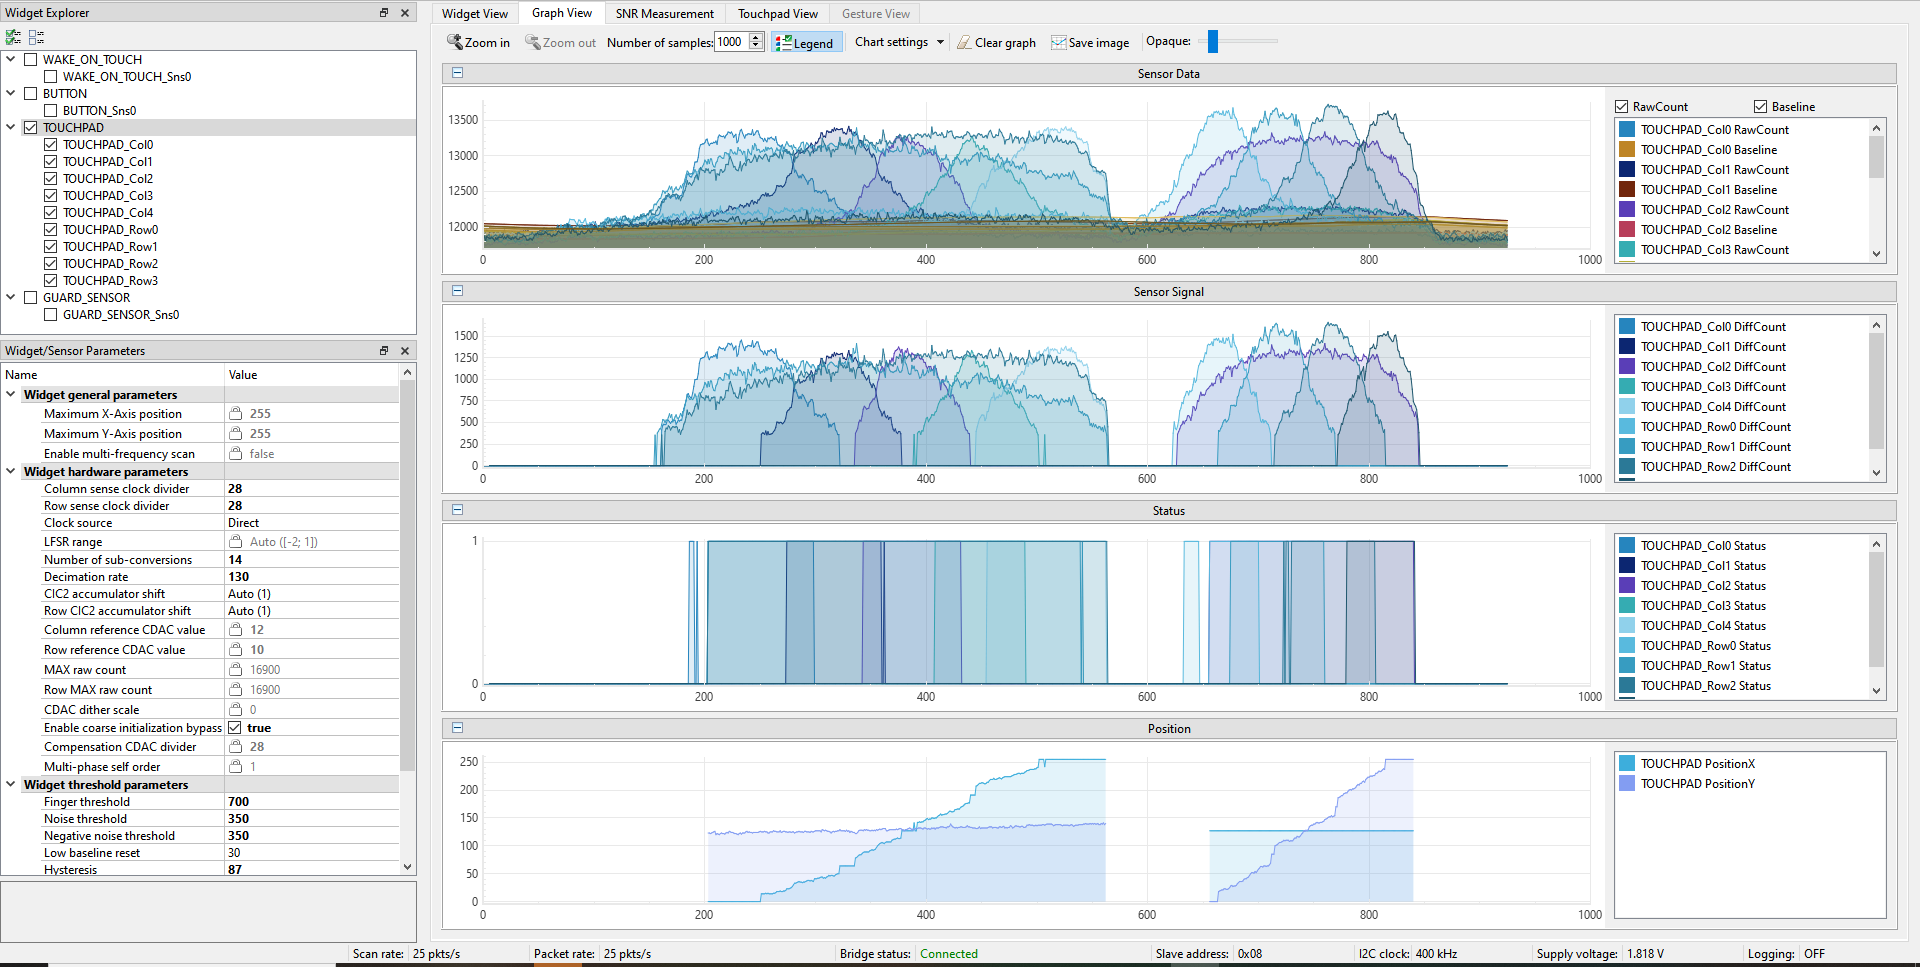 Widget Explorer
WAKE_ON_TOUCH
WAKE_ON_TOUCH_Sns0
BUTTON
BUTTON_Sns0
TOUCHPAD
TOUCHPAD_Col0
TOUCHPAD_Col1
TOUCHPAD_Col2
TOUCHPAD_Col3
TOUCHPAD_Col4
TOUCHPAD_Row0
TOUCHPAD_Row1
TOUCHPAD_Row2
TOUCHPAD_Row3
GUARD_SENSOR
GUARD_SENSOR_Sns0
Widget/Sensor Parameters
Name Value
Widget general parameters
Maximum X-Axis position 255
Maximum Y-Axis position 255
Enable multi-frequency scan false
Widget hardware parameters
Column sense clock divider 28
Row sense clock divider 28
Clock source Direct
LFSR range Auto ([-2; 1])
Number of sub-conversions 14
Decimation rate 130
CIC2 accumulator shift Auto (1)
Row CIC2 accumulator shift Auto (1)
Column reference CDAC value 12
Row reference CDAC value 10
MAX raw count 16900
Row MAX raw count 16900
CDAC dither scale 0
Enable coarse initialization bypass true
Compensation CDAC divider 28
Multi-phase self order 1
Widget threshold parameters
Finger threshold 700
Noise threshold 350
Negative noise threshold 350
Low baseline reset 30
Hysteresis 87
Widget View Graph View SNR Measurement Touchpad View Gesture View
Zoom in Zoom out Number of samples: 1000 Legend Chart settings Clear graph Save image Opaque:
Sensor Data
13500
13000
12500
12000
0 200 400 600 800 1000
RawCount Baseline
TOUCHPAD_Col0 RawCount
TOUCHPAD_Col0 Baseline
TOUCHPAD_Col1 RawCount
TOUCHPAD_Col1 Baseline
TOUCHPAD_Col2 RawCount
TOUCHPAD_Col2 Baseline
TOUCHPAD_Col3 RawCount
Sensor Signal
1500
1250
1000
750
500
250
0
0 200 400 600 800 1000
TOUCHPAD_Col0 DiffCount
TOUCHPAD_Col1 DiffCount
TOUCHPAD_Col2 DiffCount
TOUCHPAD_Col3 DiffCount
TOUCHPAD_Col4 DiffCount
TOUCHPAD_Row0 DiffCount
TOUCHPAD_Row1 DiffCount
TOUCHPAD_Row2 DiffCount
Status
1
0
0 200 400 600 800 1000
TOUCHPAD_Col0 Status
TOUCHPAD_Col1 Status
TOUCHPAD_Col2 Status
TOUCHPAD_Col3 Status
TOUCHPAD_Col4 Status
TOUCHPAD_Row0 Status
TOUCHPAD_Row1 Status
TOUCHPAD_Row2 Status
Position
250
200
150
100
50
0
0 200 400 600 800 1000
TOUCHPAD PositionX
TOUCHPAD PositionY
Scan rate: 25 pkts/s Packet rate: 25 pkts/s Bridge status: Connected Slave address: 0x08 I2C clock: 400 kHz Supply voltage: 1.818 V Logging: OFF